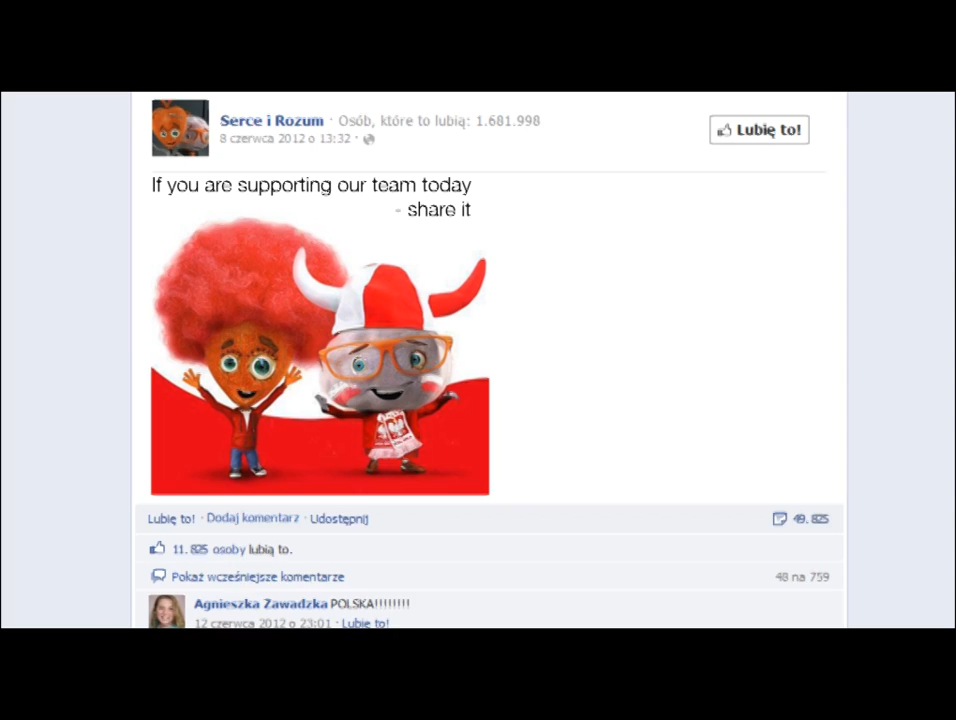 Serce i Rozum · Osób, które to lubią: 1.681.998
8 czerwca 2012 o 13:32 ·
Lubię to!
If you are supporting our team today
- share it
Lubię to! · Dodaj komentarz · Udostępnij
49.825
11.825 osoby lubią to.
Pokaż wcześniejsze komentarze
48 na 759
Agnieszka Zawadzka POLSKA!!!!!!!!
12 czerwca 2012 o 23:01 · Lubię to!